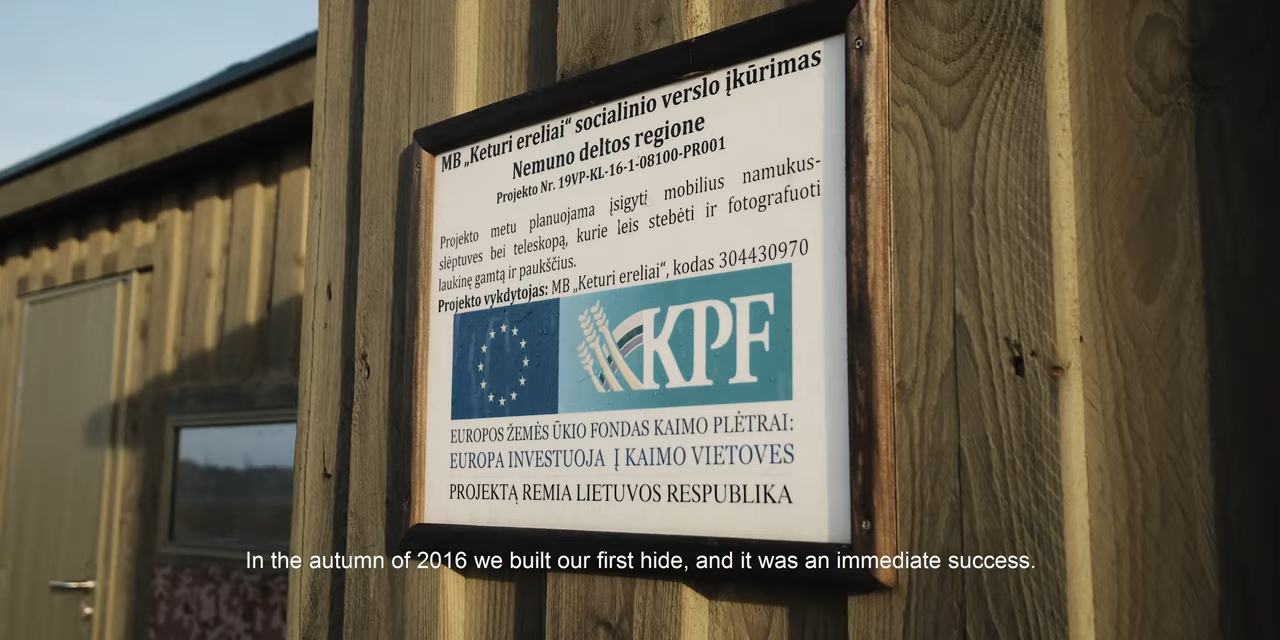 MB „Keturi ereliai“ socialinio verslo įkūrimas
Nemuno deltos regione
Projekto Nr. 19VP-KL-16-1-08100-PR001
Projekto metu planuojama įsigytį mobilius namukus-
slėptuves bei teleskopą, kurie leis stebėti ir fotografuoti
laukinę gamtą ir paukščius.
Projekto vykdytojas: MB „Keturi ereliai“, kodas 304430970
KPF
EUROPOS ŽEMĖS ŪKIO FONDAS KAIMO PLĖTRAI:
EUROPA INVESTUOJA Į KAIMO VIETOVES
PROJEKTĄ REMIA LIETUVOS RESPUBLIKA
In the autumn of 2016 we built our first hide, and it was an immediate success.